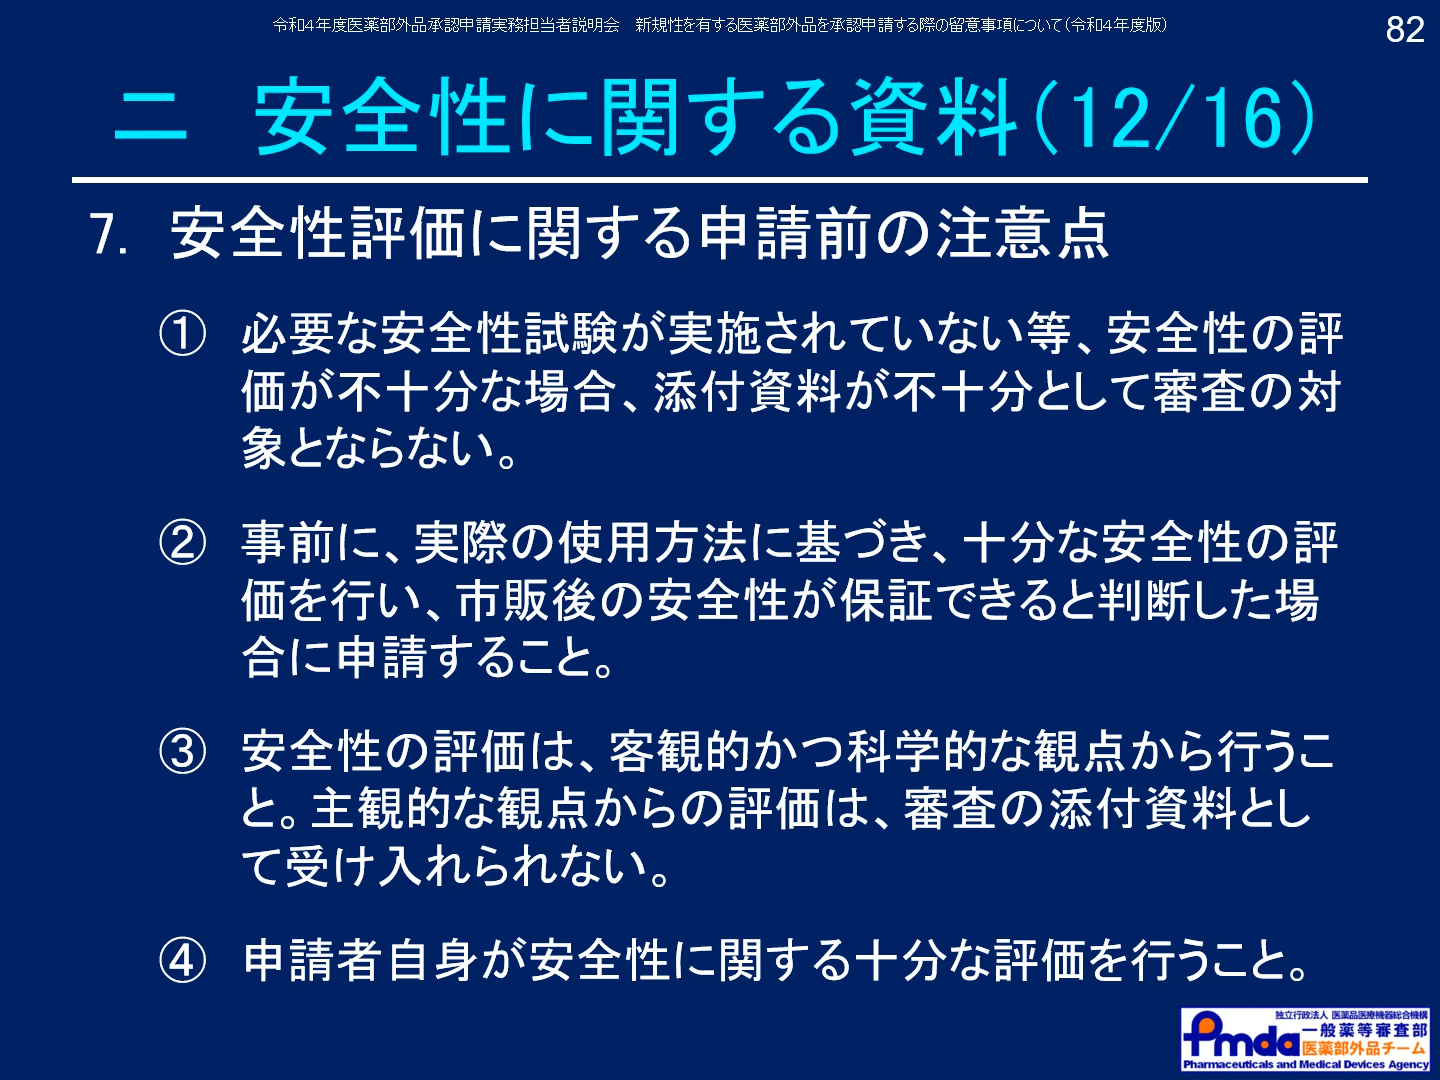 令和４年度医薬部外品承認申請実務担当者説明会　新規性を有する医薬部外品を承認申請する際の留意事項について（令和４年度版）
82
ニ　安全性に関する資料（12/16）
7.　安全性評価に関する申請前の注意点
①　必要な安全性試験が実施されていない等、安全性の評
価が不十分な場合、添付資料が不十分として審査の対
象とならない。
②　事前に、実際の使用方法に基づき、十分な安全性の評
価を行い、市販後の安全性が保証できると判断した場
合に申請すること。
③　安全性の評価は、客観的かつ科学的な観点から行うこ
と。主観的な観点からの評価は、審査の添付資料とし
て受け入れられない。
④　申請者自身が安全性に関する十分な評価を行うこと。
独立行政法人 医薬品医療機器総合機構
Pmda 一般薬等審査部
医薬部外品チーム
Pharmaceuticals and Medical Devices Agency